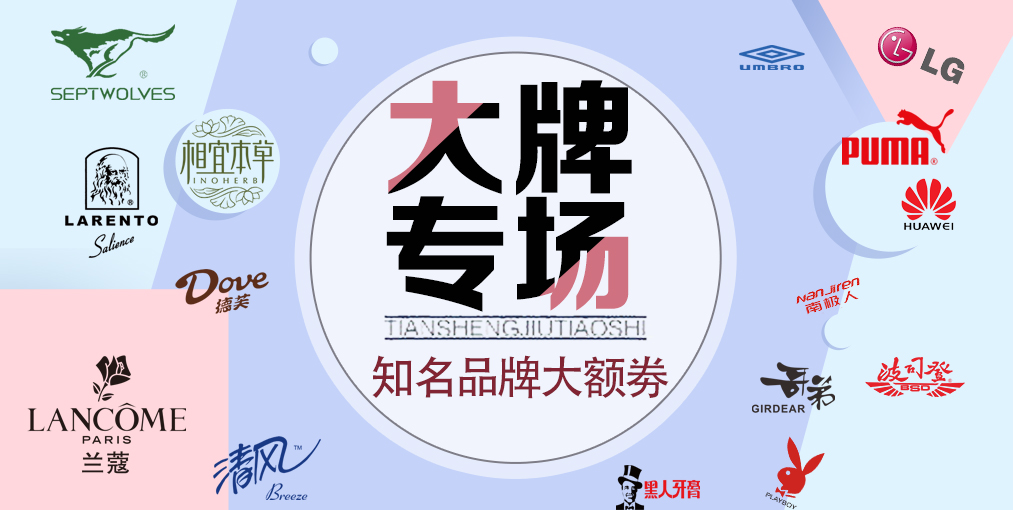 SEPTWOLVES
®
UMBRO
LG
大牌
专场
TIANSHENGJIUTIAOSHI
知名品牌大额券
相宜本草
INOHERB
®
LARENTO
Salience
PUMA®
HUAWEI
Dove
德芙
NanJiren
南极人
LANCÔME
PARIS
兰蔻
哥弟
GIRDEAR
波司登
BSD
清风™
Breeze
黑人牙膏
PLAYBOY